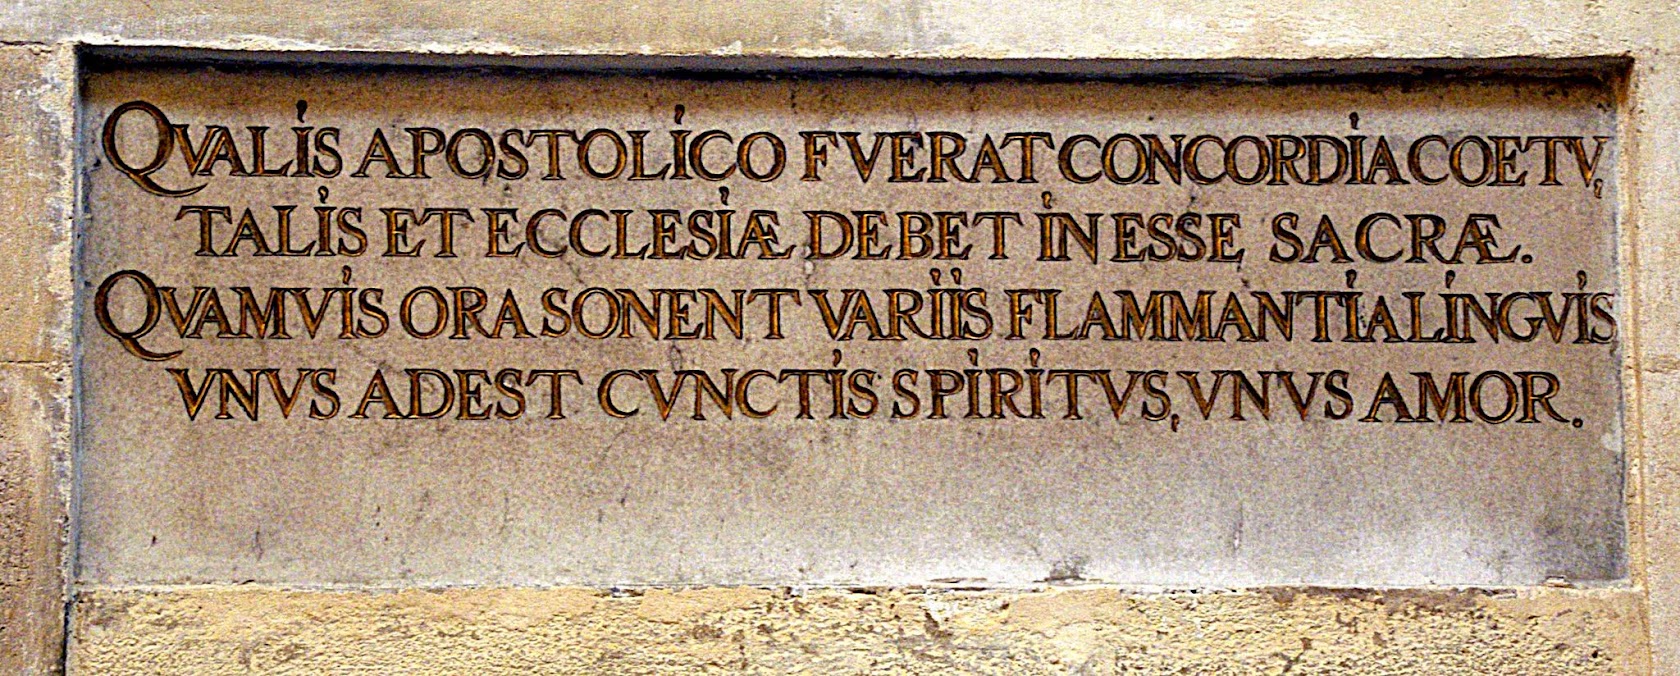 QVALIS APOSTOLICO FVERAT CONCORDIA COETV,
TALIS ET ECCLESIÆ DEBET INESSE SACRÆ.
QVAMVIS ORA SONENT VARIIS FLAMMANTIA LINGVIS
VNVS ADEST CVNCTIS SPIRITVS, VNVS AMOR.